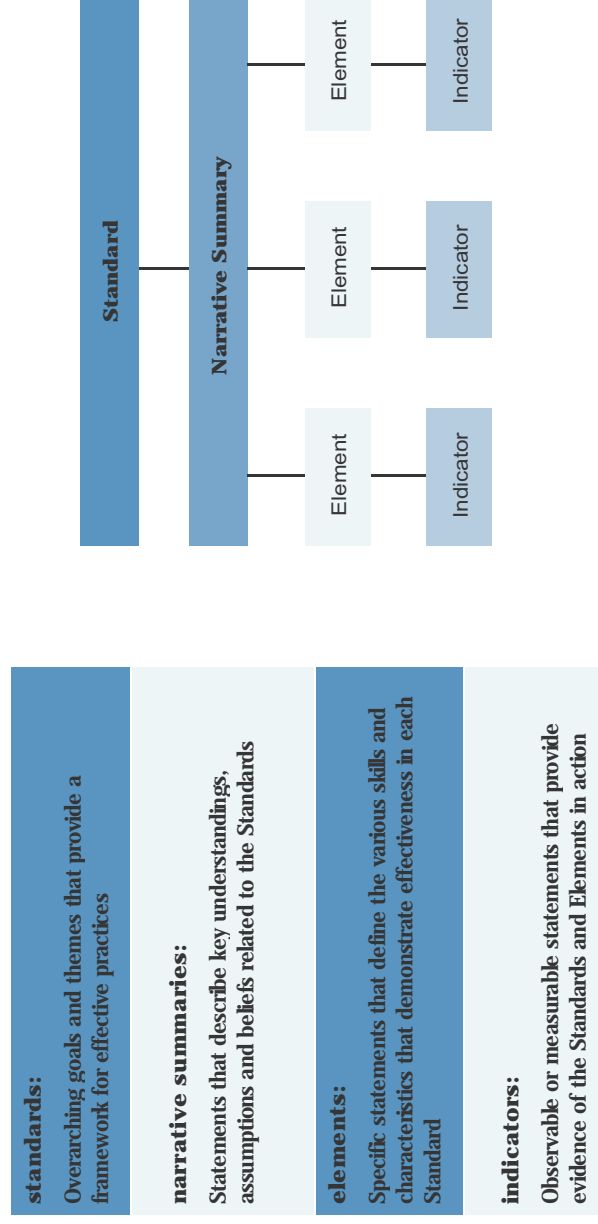 standards:
Overarching goals and themes that provide a
framework for effective practices
narrative summaries:
Statements that describe key understandings,
assumptions and beliefs related to the Standards
elements:
Specific statements that define the various skills and
characteristics that demonstrate effectiveness in each
Standard
indicators:
Observable or measurable statements that provide
evidence of the Standards and Elements in action
Standard
Narrative Summary
Element
Element
Element
Indicator
Indicator
Indicator